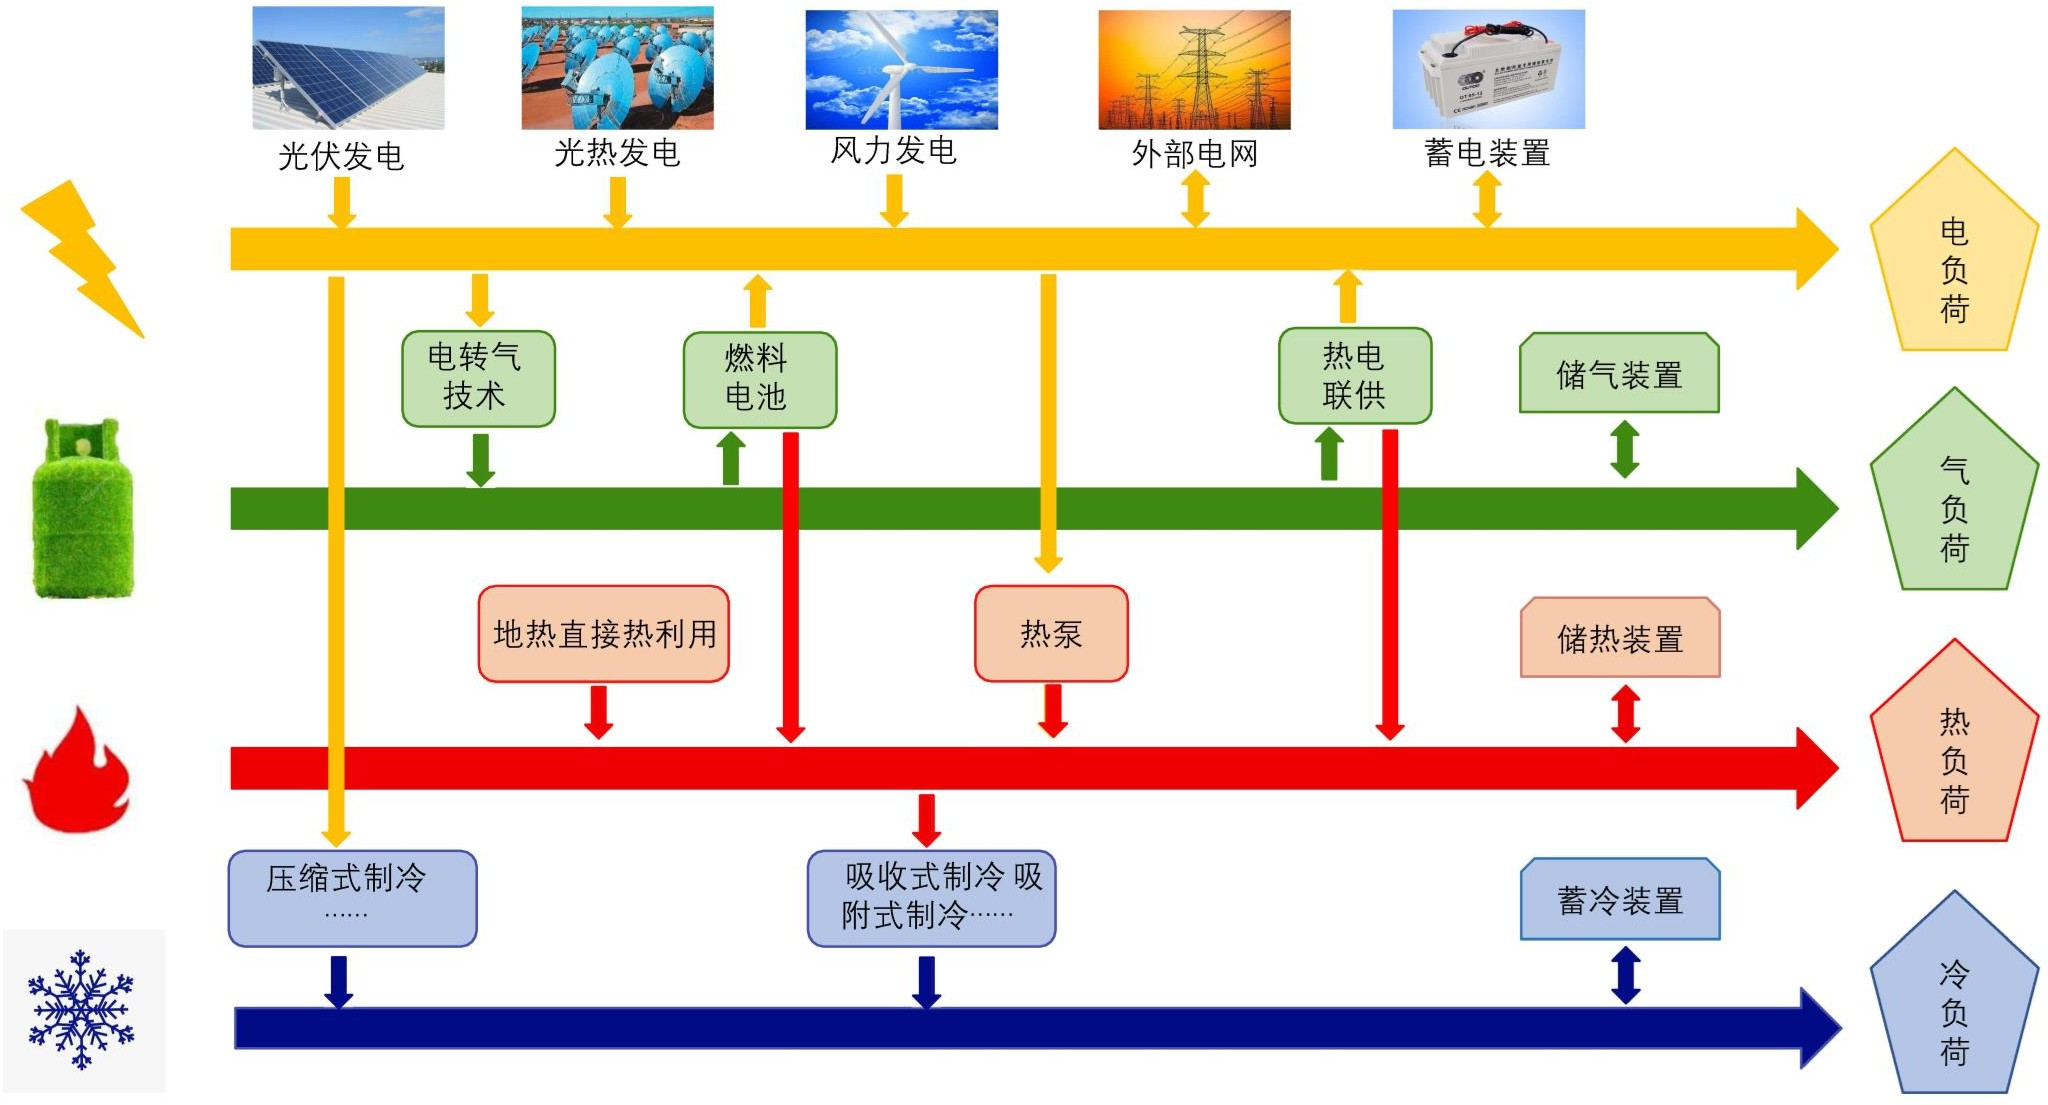 光伏发电
光热发电
风力发电
外部电网
蓄电装置
电
负
荷
电转气
技术
燃料
电池
热电
联供
储气装置
气
负
荷
地热直接热利用
热泵
储热装置
热
负
荷
压缩式制冷
……
吸收式制冷 吸
附式制冷……
蓄冷装置
冷
负
荷